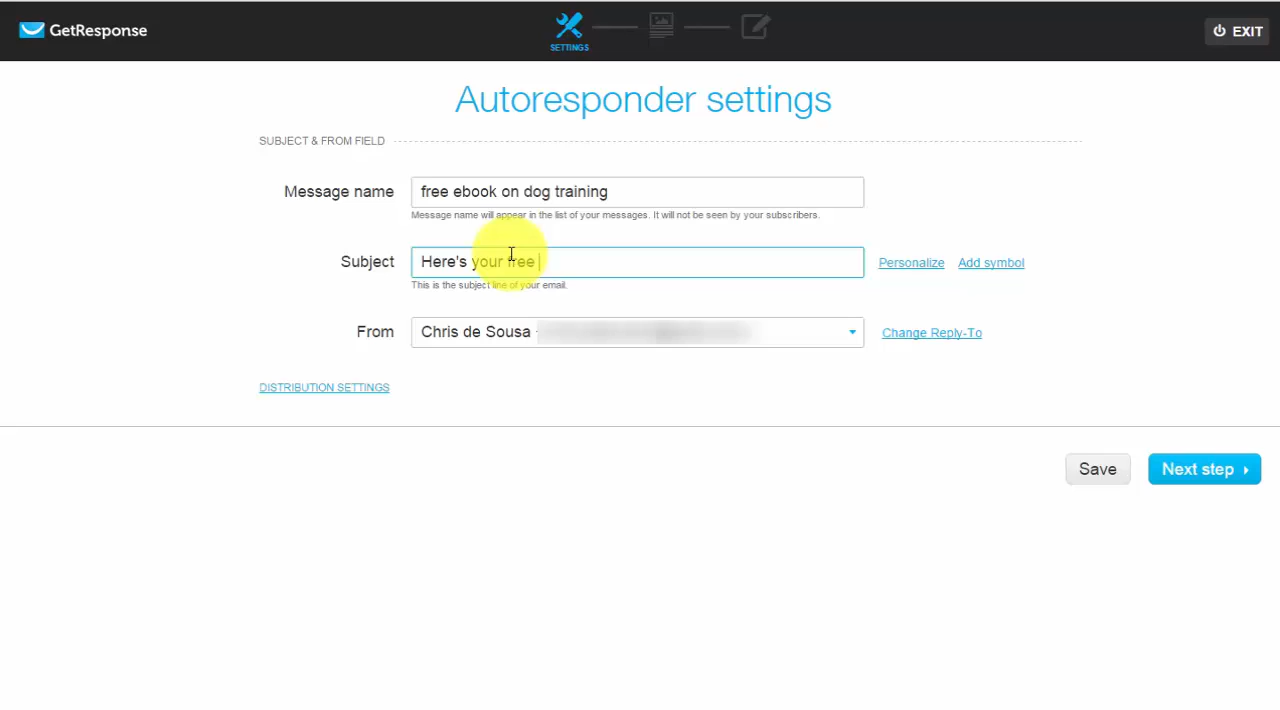 GetResponse
SETTINGS
EXIT
Autoresponder settings
SUBJECT & FROM FIELD
Message name free ebook on dog training
Message name will appear in the list of your messages. It will not be seen by your subscribers.
Subject Here's your free Personalize Add symbol
This is the subject line of your email.
From Chris de Sousa Change Reply-To
DISTRIBUTION SETTINGS
Save Next step